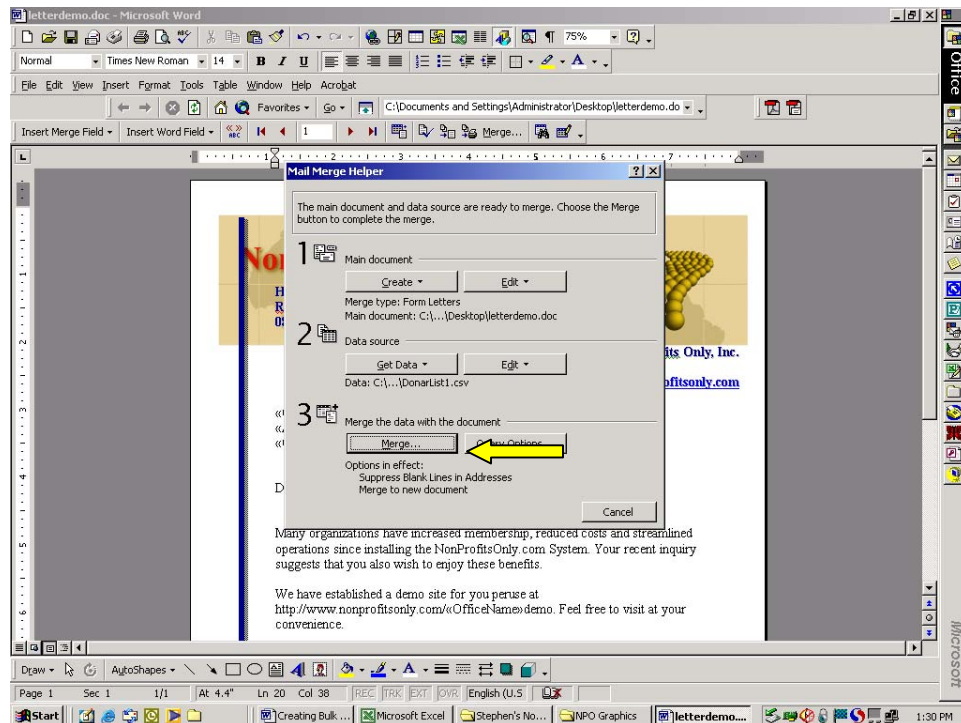 letterdemo.doc - Microsoft Word
75%
Normal Times New Roman 14 B I U
File Edit View Insert Format Tools Table Window Help Acrobat
Favorites Go C:\Documents and Settings\Administrator\Desktop\letterdemo.do
Insert Merge Field Insert Word Field «» ABC 1 Merge...
Office
1 2 3 4 5 6 7
Mail Merge Helper
The main document and data source are ready to merge. Choose the Merge
button to complete the merge.
1 Main document
Create Edit
Merge type: Form Letters
Main document: C:\...\Desktop\letterdemo.doc
2 Data source
Get Data Edit
Data: C:\...\DonarList1.csv
3 Merge the data with the document
Merge...
Options in effect:
Suppress Blank Lines in Addresses
Merge to new document
Cancel
Only, Inc.
ofitsonly.com
Many organizations have increased membership, reduced costs and streamlined
operations since installing the NonProfitsOnly.com System. Your recent inquiry
suggests that you also wish to enjoy these benefits.
We have established a demo site for you peruse at
http://www.nonprofitsonly.com/«OfficeName»demo. Feel free to visit at your
convenience.
Microsoft
Draw AutoShapes
Page 1 Sec 1 1/1 At 4.4" Ln 20 Col 38 REC TRK EXT OVR English (U.S
Start Creating Bulk ... Microsoft Excel Stephen's No... NPO Graphics letterdemo.... 1:30 PM